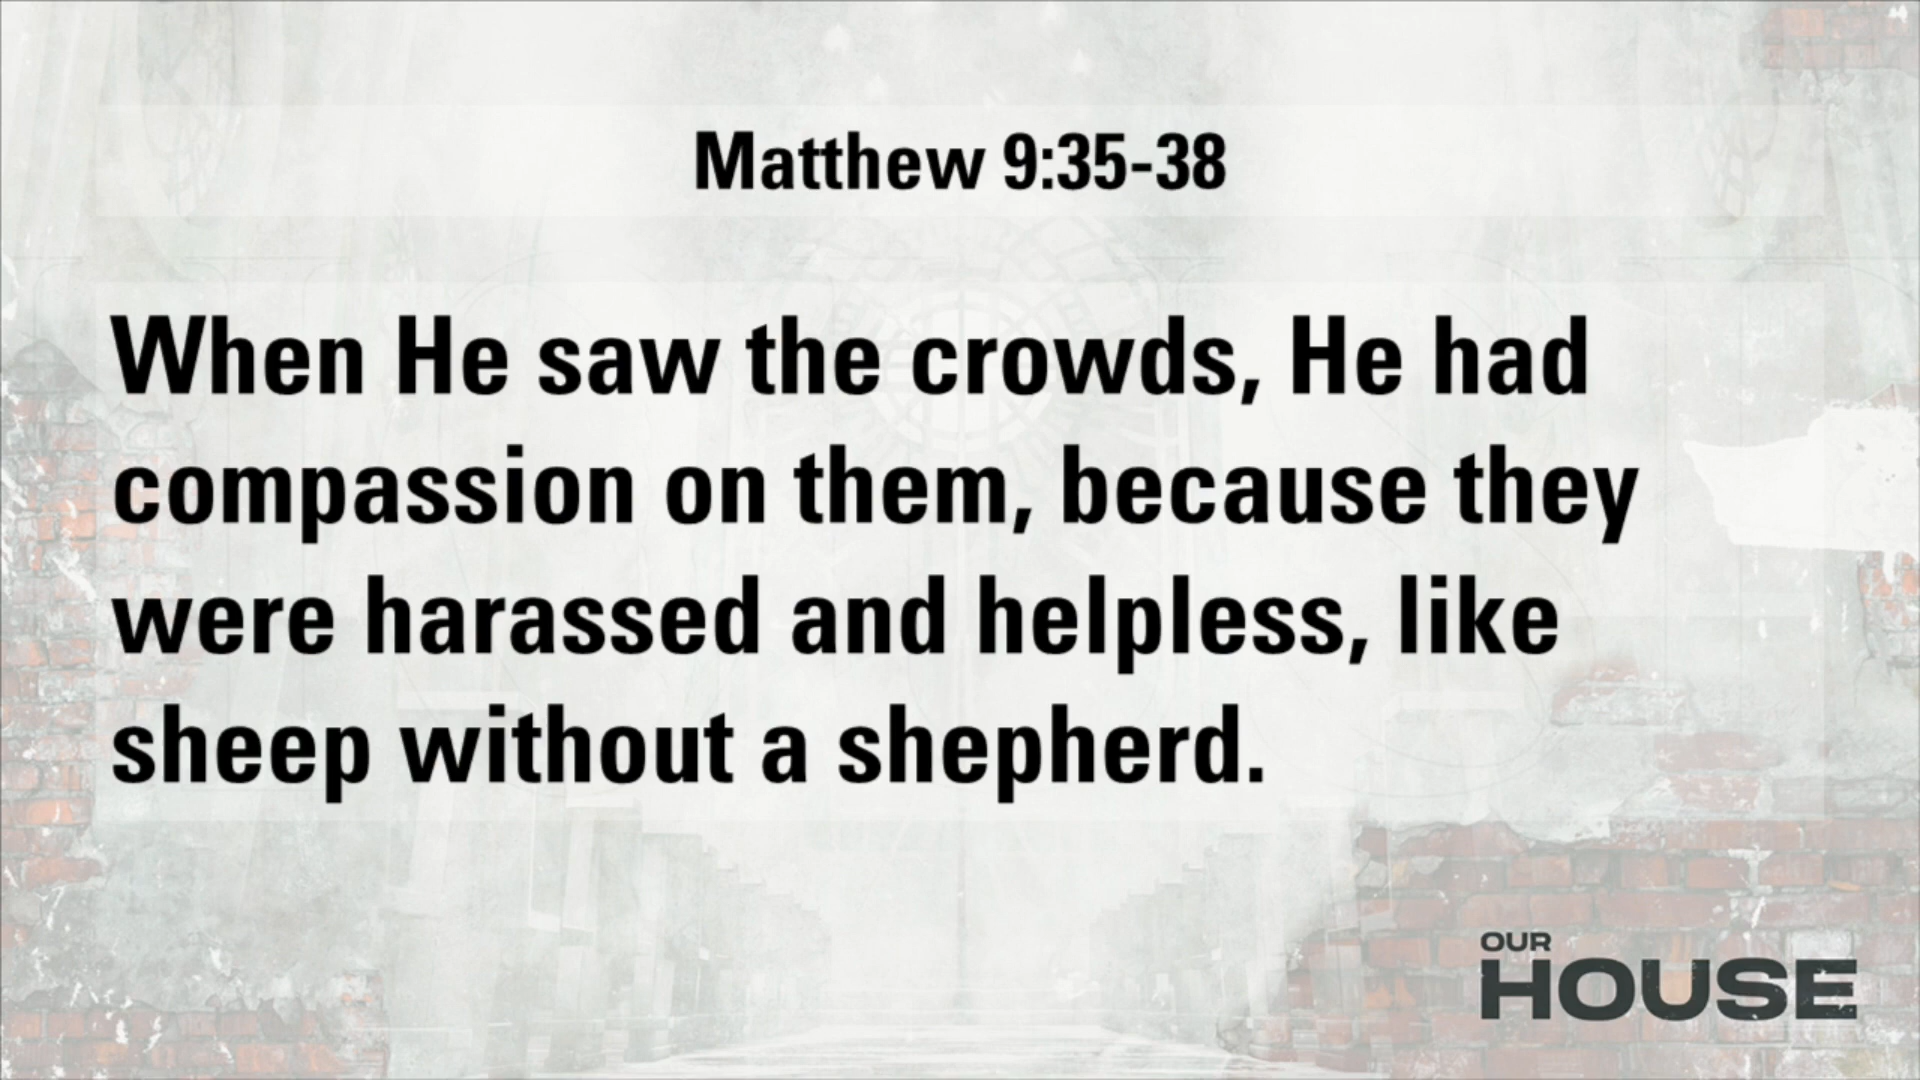 Matthew 9:35-38
When He saw the crowds, He had
compassion on them, because they
were harassed and helpless, like
sheep without a shepherd.
OUR
HOUSE